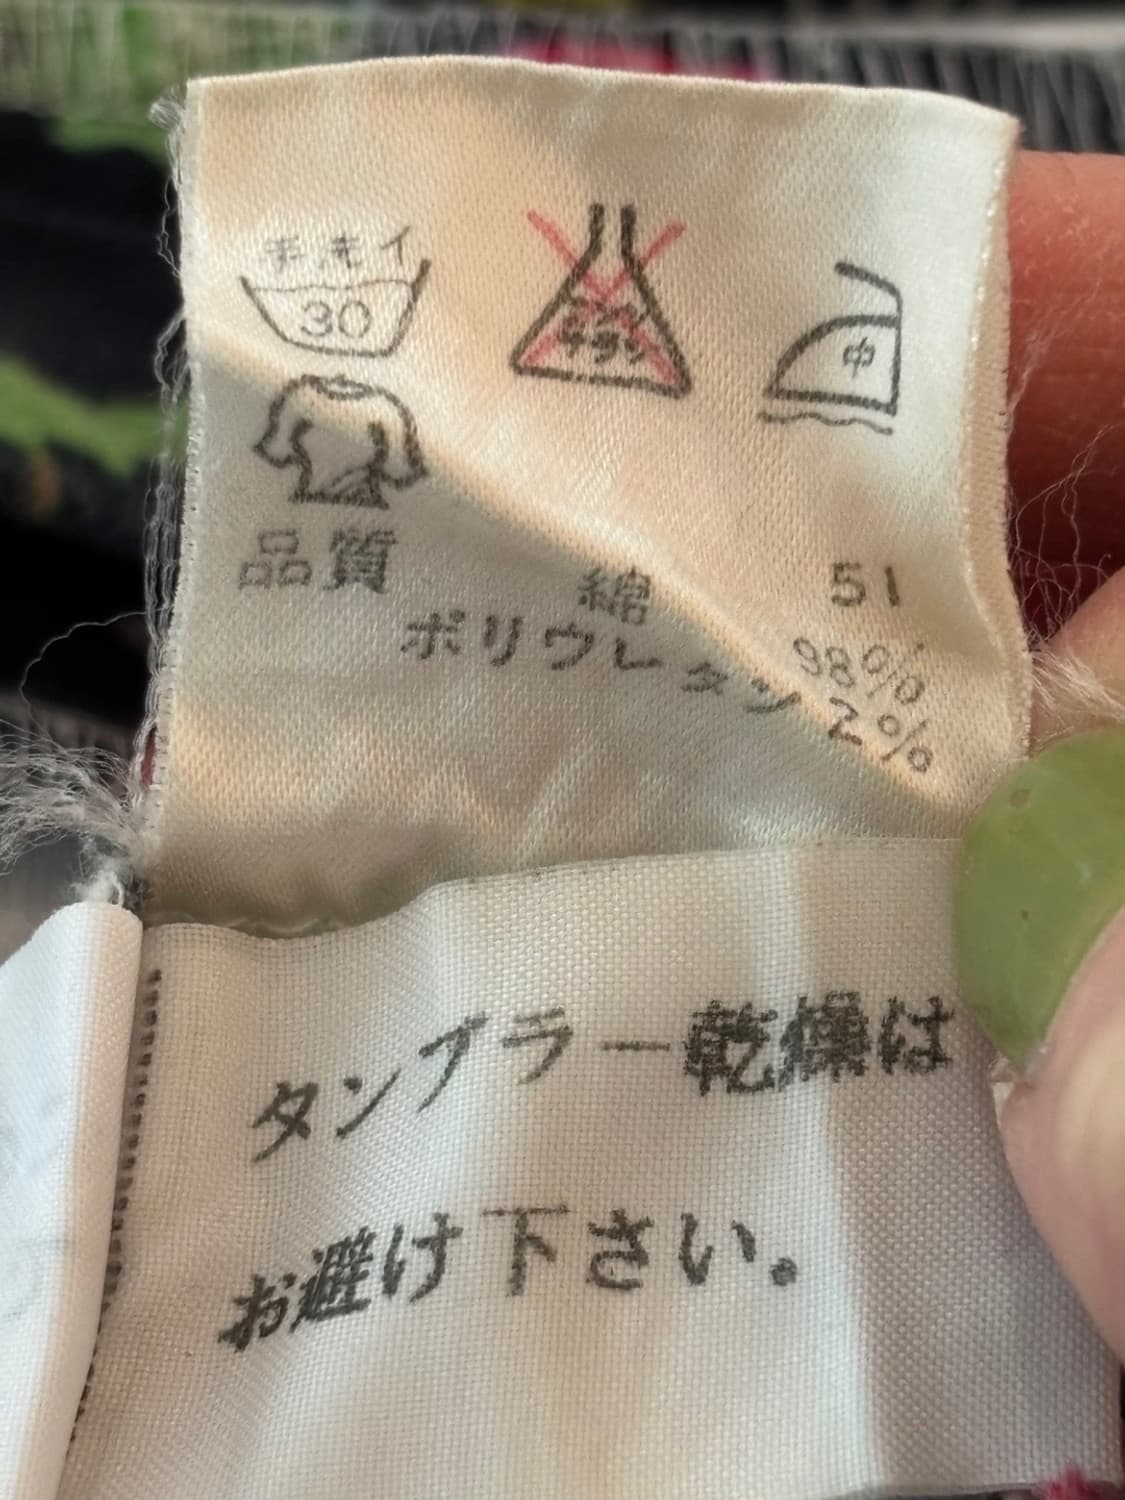 手洗イ
30
中
品質
51
綿 98%
ポリウレタン 2%
タンブラー乾燥は
お避け下さい。